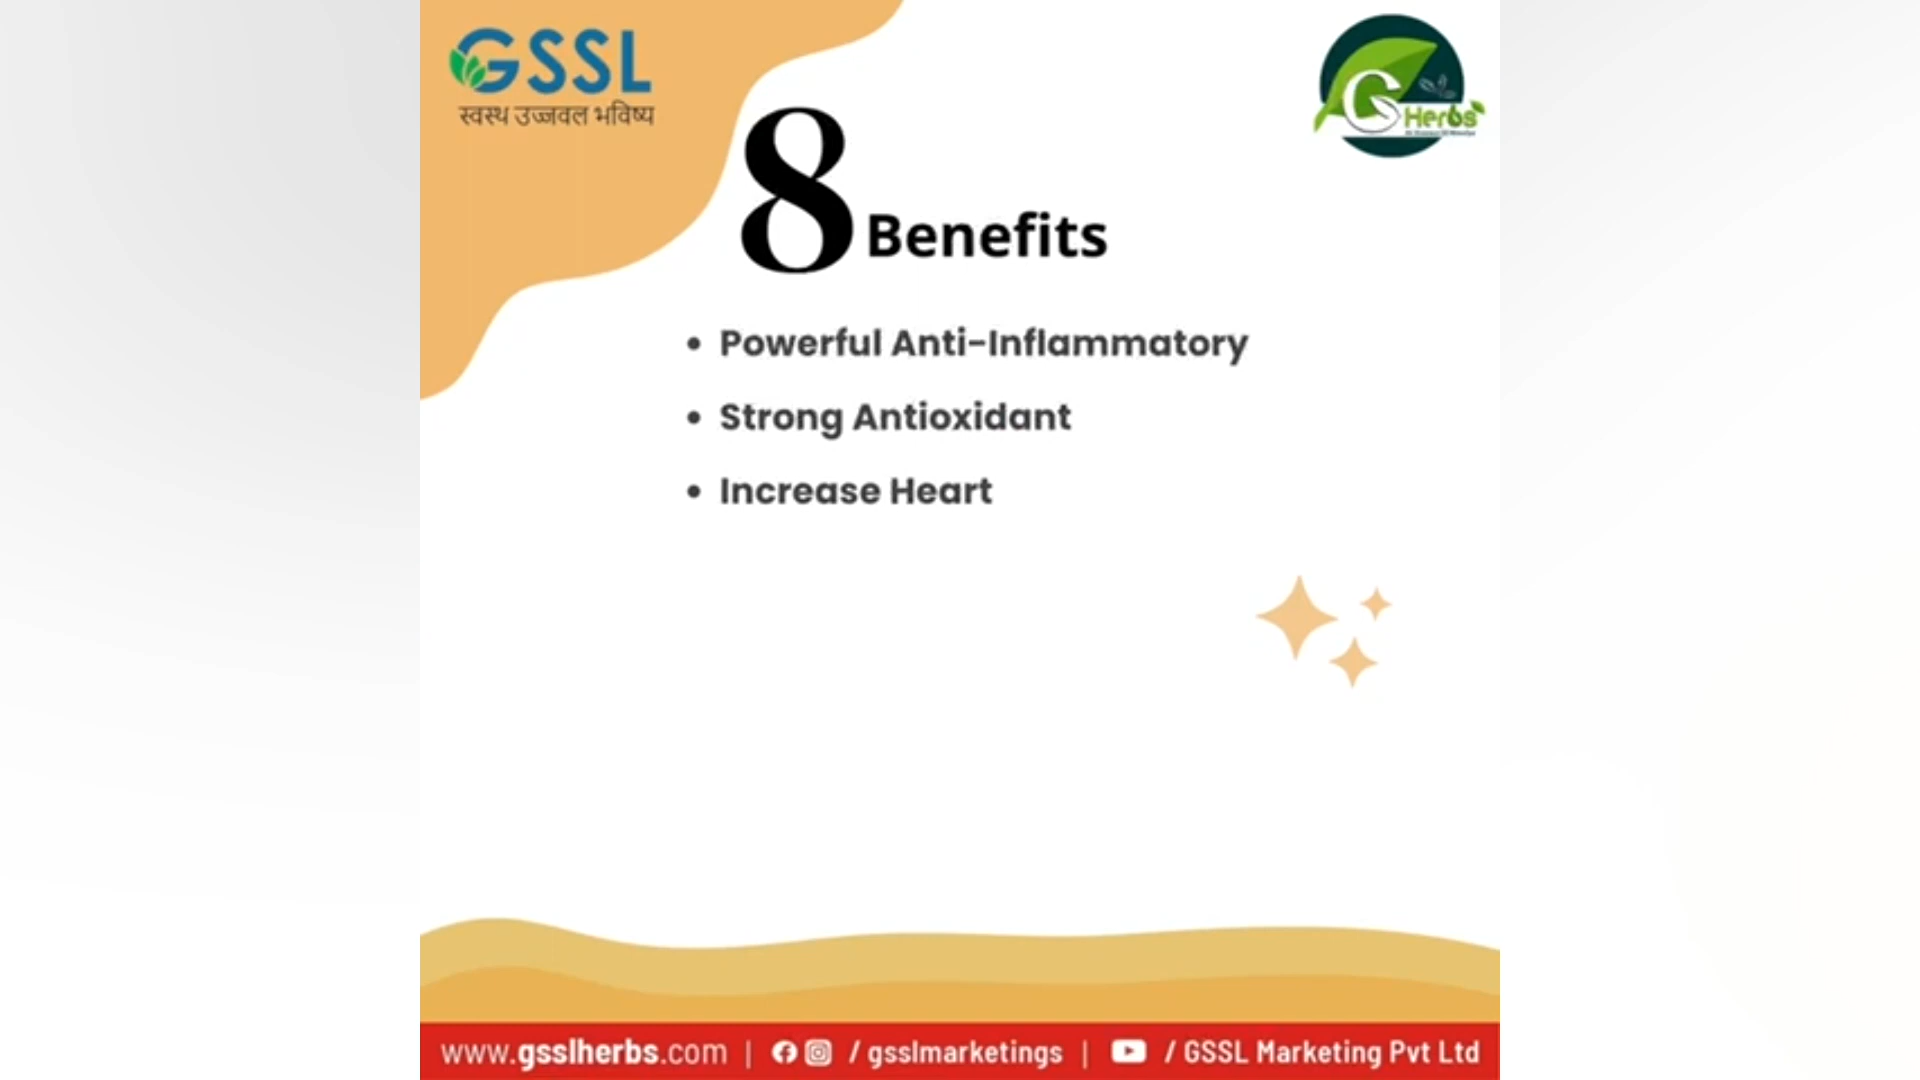 GSSL
स्वस्थ उज्जवल भविष्य
G Herbs
8 Benefits
• Powerful Anti-Inflammatory
• Strong Antioxidant
• Increase Heart
www.gsslherbs.com | / gsslmarketings | / GSSL Marketing Pvt Ltd